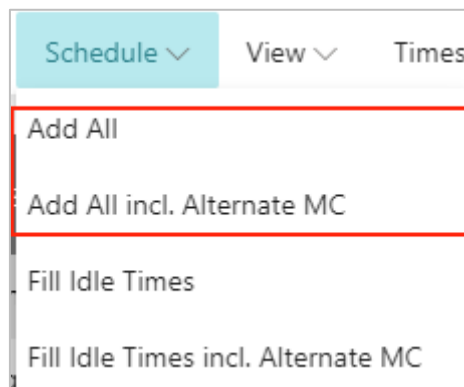 Schedule View Times
Add All
Add All incl. Alternate MC
Fill Idle Times
Fill Idle Times incl. Alternate MC